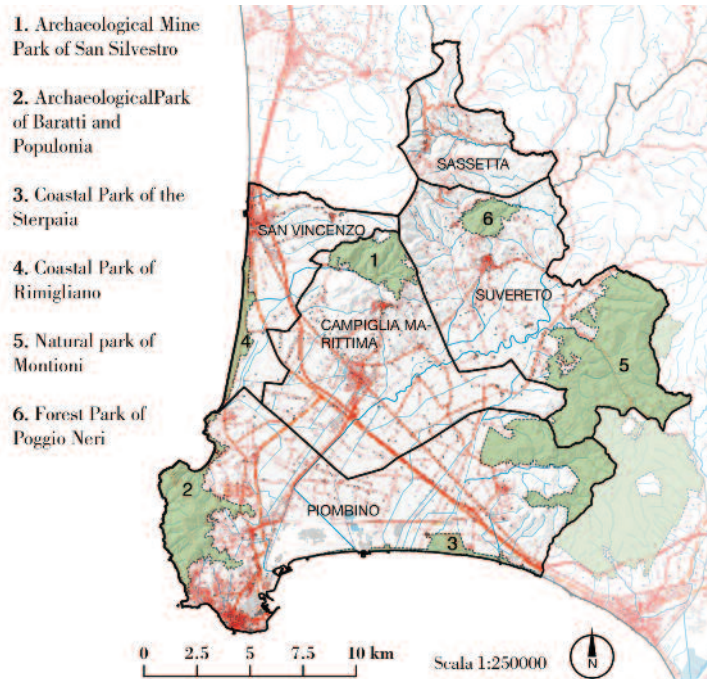 1. Archaeological Mine
Park of San Silvestro
2. ArchaeologicalPark
of Baratti and
Populonia
3. Coastal Park of the
Sterpaia
4. Coastal Park of
Rimigliano
5. Natural park of
Montioni
6. Forest Park of
Poggio Neri
SASSETTA
6
SAN VINCENZO
1
SUVERETO
CAMPIGLIA MA-
RITTIMA
4
5
2
PIOMBINO
3
0 2.5 5 7.5 10 km
Scala 1:250000
N